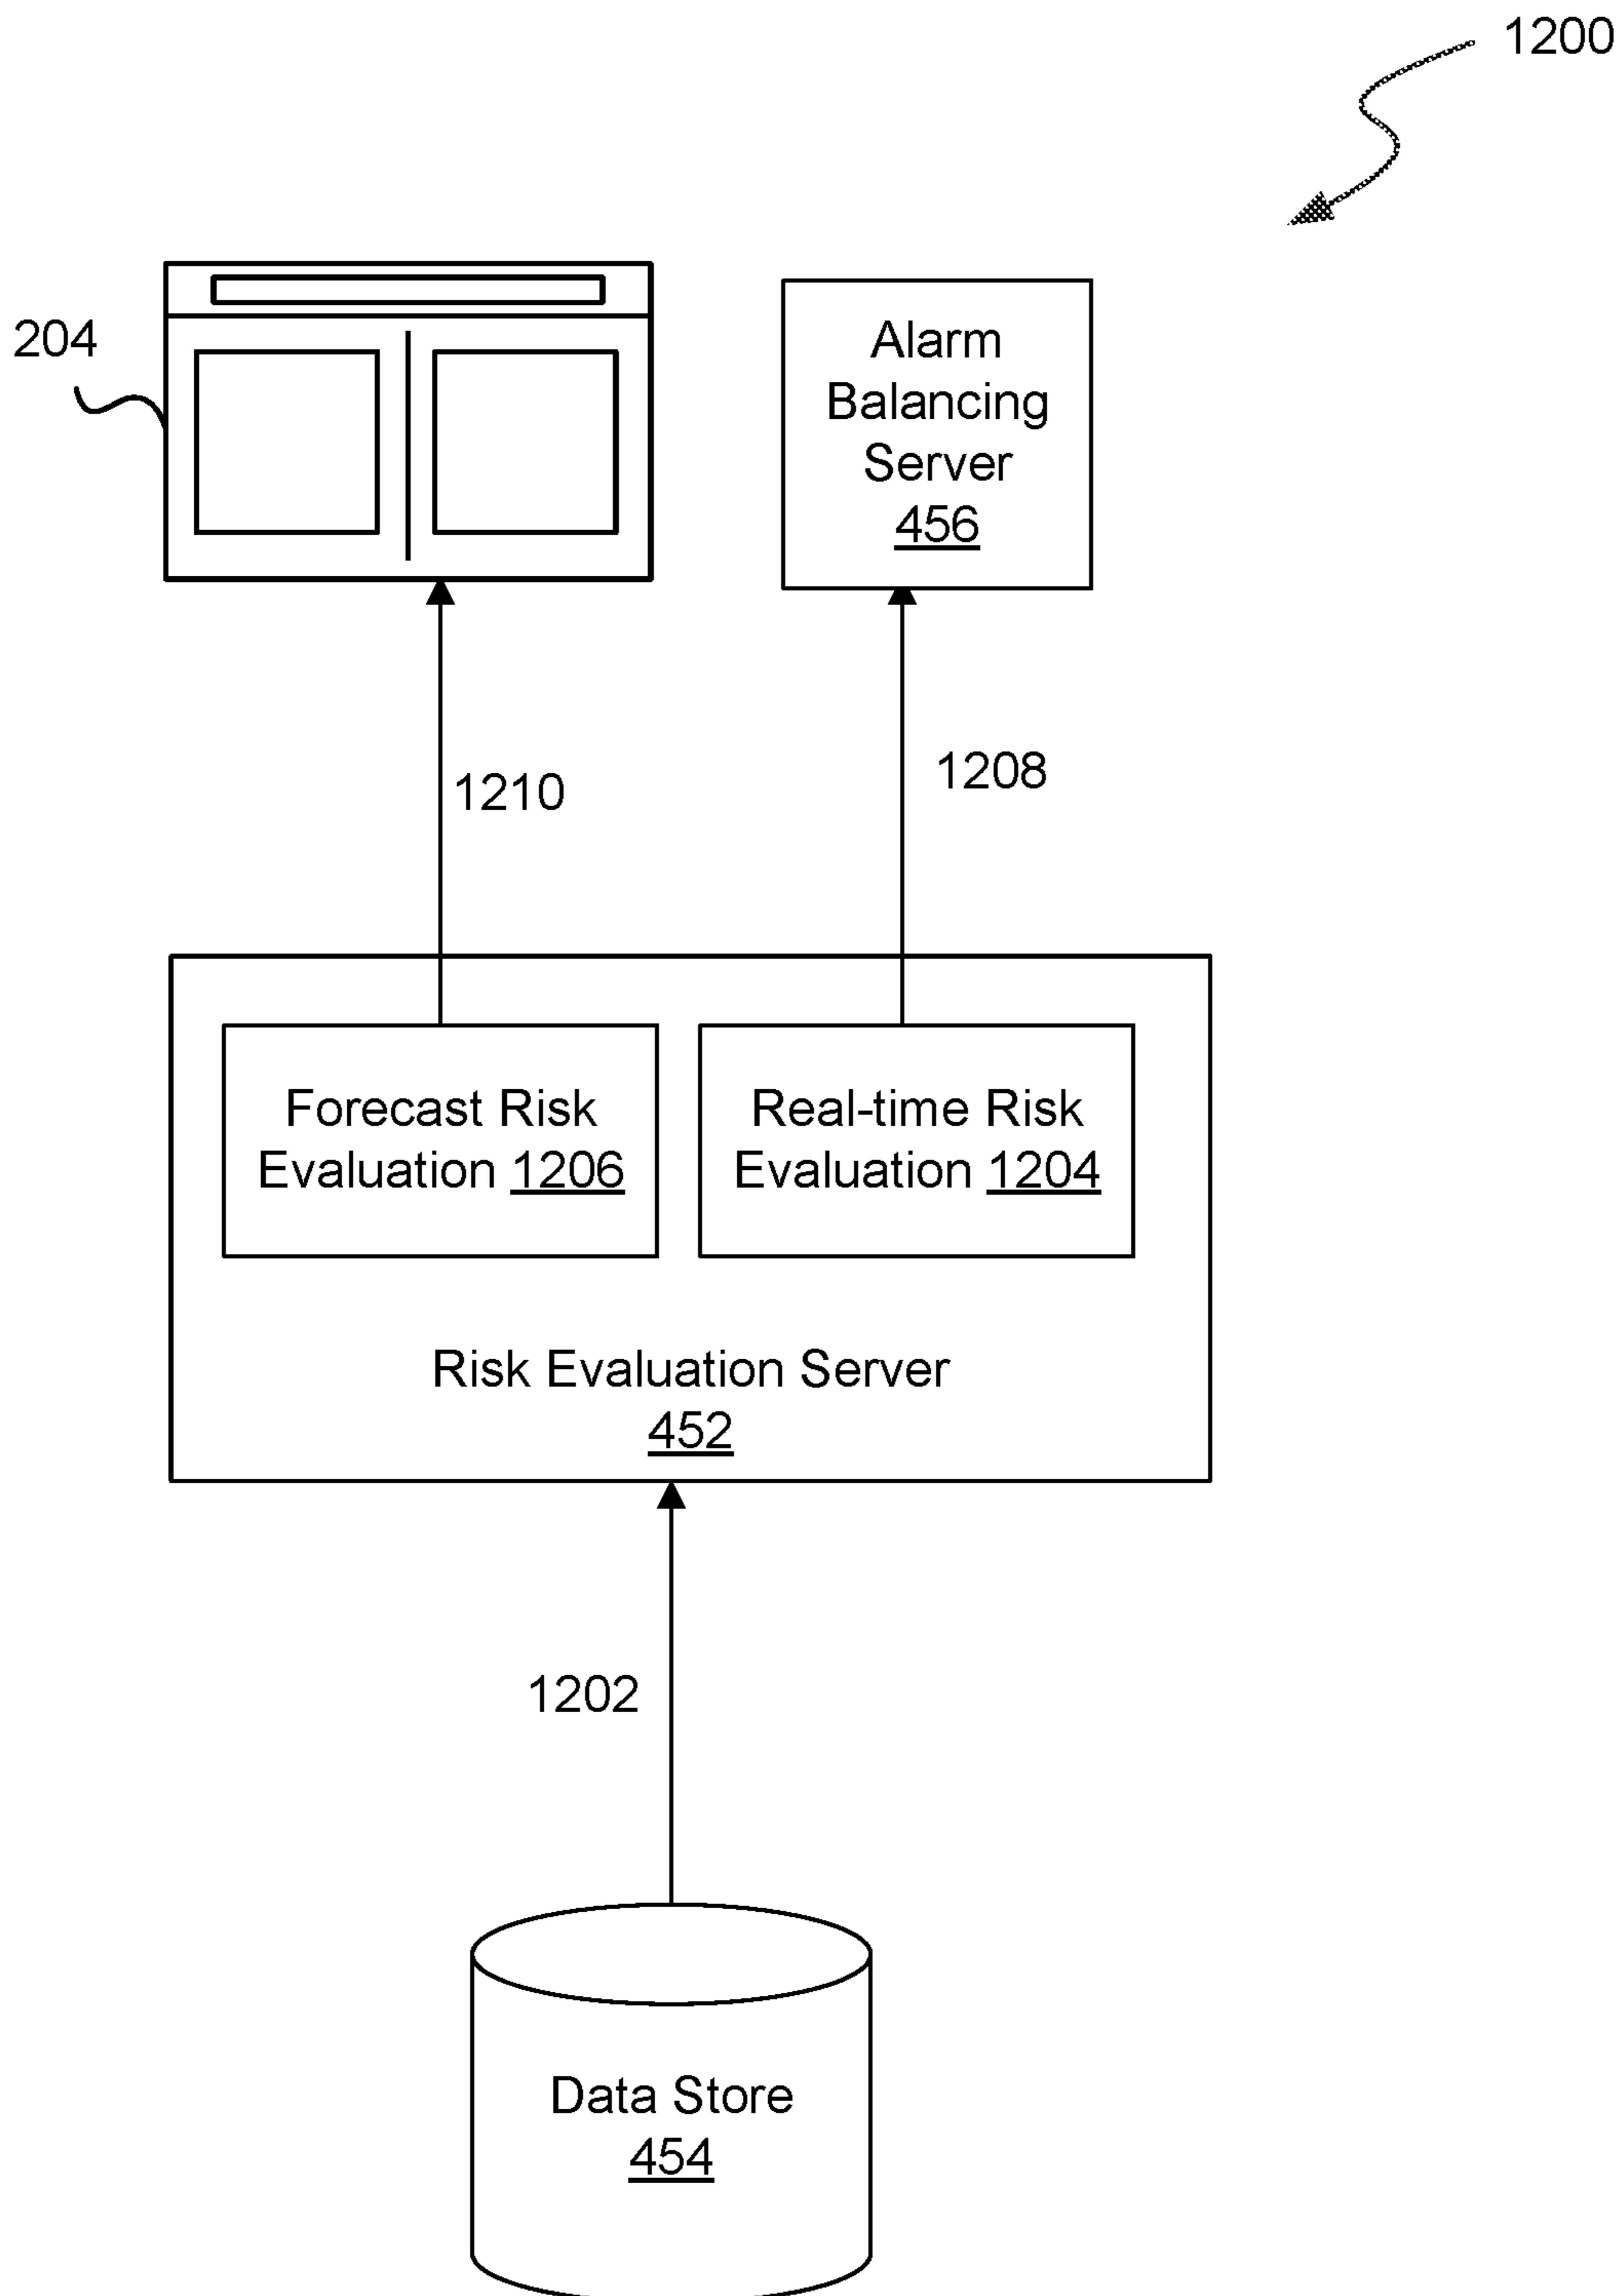 1200
204
Alarm
Balancing
Server
456
1210
1208
Forecast Risk
Evaluation 1206
Real-time Risk
Evaluation 1204
Risk Evaluation Server
452
1202
Data Store
454